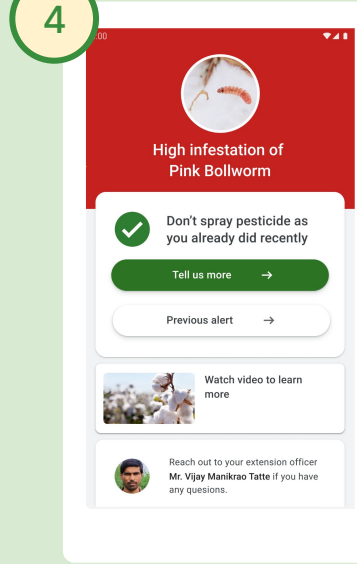 4
:00
High infestation of
Pink Bollworm
Don't spray pesticide as
you already did recently
Tell us more →
Previous alert →
Watch video to learn
more
Reach out to your extension officer
Mr. Vijay Manikrao Tatte if you have
any quesions.